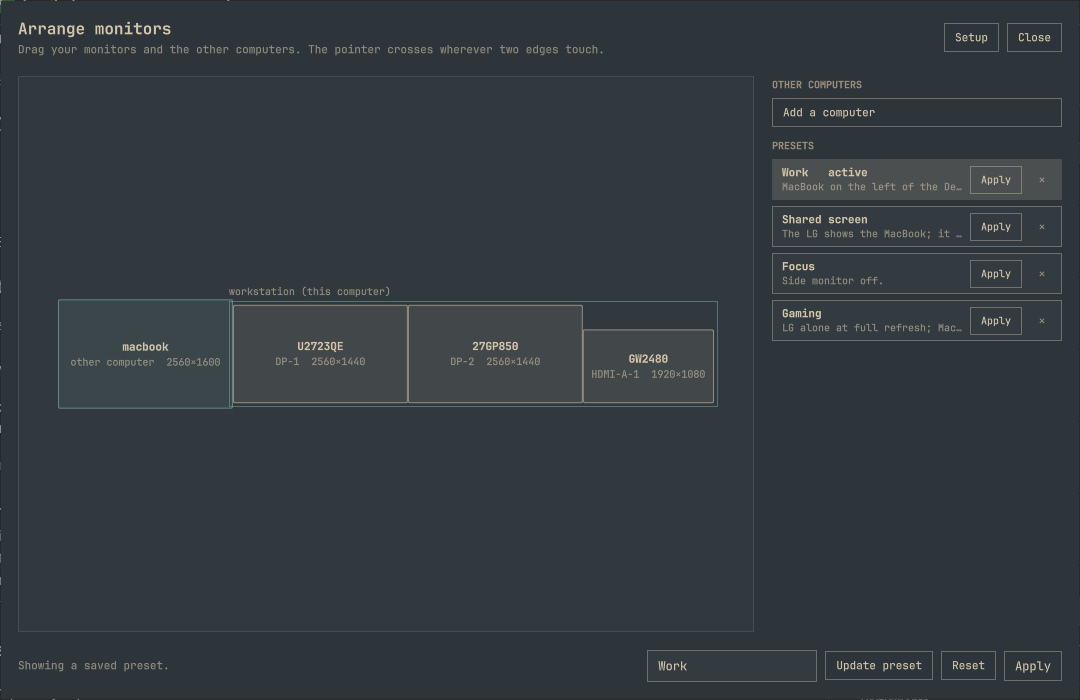 Arrange monitors
Drag your monitors and the other computers. The pointer crosses wherever two edges touch.
Setup
Close
OTHER COMPUTERS
Add a computer
PRESETS
Work active
MacBook on the left of the De…
Apply
×
Shared screen
The LG shows the MacBook; it …
Apply
×
Focus
Side monitor off.
Apply
×
Gaming
LG alone at full refresh; Mac…
Apply
×
workstation (this computer)
macbook
other computer 2560×1600
U2723QE
DP-1 2560×1440
27GP850
DP-2 2560×1440
GW2480
HDMI-A-1 1920×1080
Showing a saved preset.
Work
Update preset
Reset
Apply